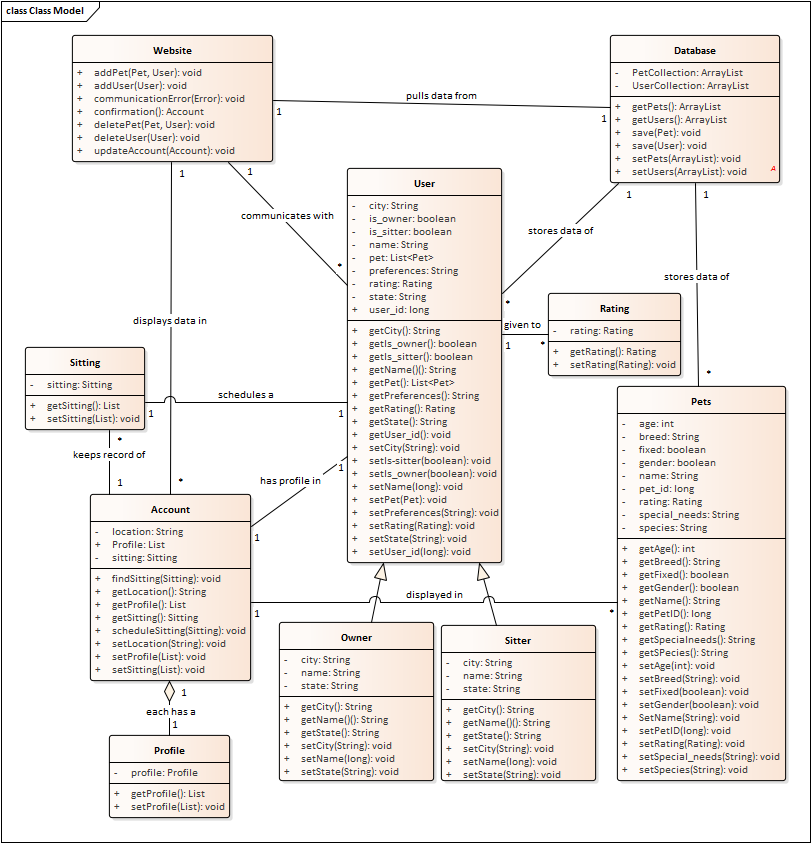 class Class Model
Website
+ addPet(Pet, User): void
+ addUser(User): void
+ communicationError(Error): void
+ confirmation(): Account
+ deletePet(Pet, User): void
+ deleteUser(User): void
+ updateAccount(Account): void
Database
- PetCollection: ArrayList
- UserCollection: ArrayList
+ getPets(): ArrayList
+ getUsers(): ArrayList
+ save(Pet): void
+ save(User): void
+ setPets(ArrayList): void
+ setUsers(ArrayList): void
A
pulls data from
1
1
1
1
communicates with
*
User
- city: String
- is_owner: boolean
- is_sitter: boolean
- name: String
- pet: List<Pet>
- preferences: String
- rating: Rating
- state: String
+ user_id: long
+ getCity(): String
+ getIs_owner(): boolean
+ getIs_sitter(): boolean
+ getName()(): String
+ getPet(): List<Pet>
+ getPreferences(): String
+ getRating(): Rating
+ getState(): String
+ getUser_id(): void
+ setCity(String): void
+ setIs-sitter(boolean): void
+ setIs_owner(boolean): void
+ setName(long): void
+ setPet(Pet): void
+ setPreferences(String): void
+ setRating(Rating): void
+ setState(String): void
+ setUser_id(long): void
1
1
stores data of
*
stores data of
*
Rating
- rating: Rating
+ getRating(): Rating
+ setRating(Rating): void
given to
1
*
displays data in
*
Sitting
- sitting: Sitting
+ getSitting(): List
+ setSitting(List): void
schedules a
1
1
*
keeps record of
1
has profile in
1
1
Pets
- age: int
- breed: String
- fixed: boolean
- gender: boolean
- name: String
- pet_id: long
- rating: Rating
- special_needs: String
- species: String
+ getAge(): int
+ getBreed(): String
+ getFixed(): boolean
+ getGender(): boolean
+ getName(): String
+ getPetID(): long
+ getRating(): Rating
+ getSpecialneeds(): String
+ getSPecies(): String
+ setAge(int): void
+ setBreed(String): void
+ setFixed(boolean): void
+ setGender(boolean): void
+ SetName(String): void
+ setPetID(long): void
+ setRating(Rating): void
+ setSpecial_needs(String): void
+ setSpecies(String): void
Account
- location: String
+ Profile: List
- sitting: Sitting
+ findSitting(Sitting): void
+ getLocation(): String
+ getProfile(): List
+ getSitting(): Sitting
+ scheduleSitting(Sitting): void
+ setLocation(String): void
+ setProfile(List): void
+ setSitting(List): void
displayed in
1
*
Owner
- city: String
- name: String
- state: String
+ getCity(): String
+ getName()(): String
+ getState(): String
+ setCity(String): void
+ setName(long): void
+ setState(String): void
Sitter
- city: String
- name: String
- state: String
+ getCity(): String
+ getName()(): String
+ getState(): String
+ setCity(String): void
+ setName(long): void
+ setState(String): void
1
each has a
1
Profile
- profile: Profile
+ getProfile(): List
+ setProfile(List): void